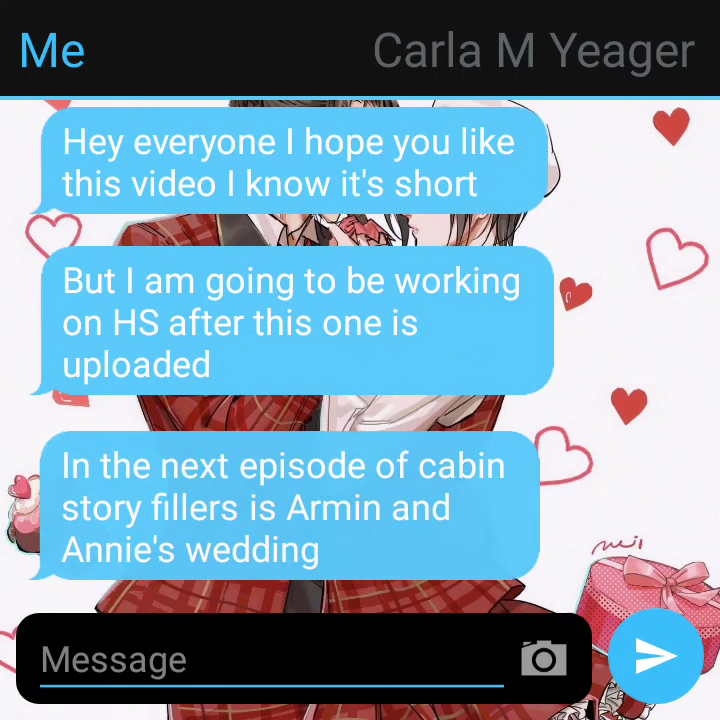 Me
Carla M Yeager
Hey everyone I hope you like
this video I know it's short
But I am going to be working
on HS after this one is
uploaded
In the next episode of cabin
story fillers is Armin and
Annie's wedding
Message